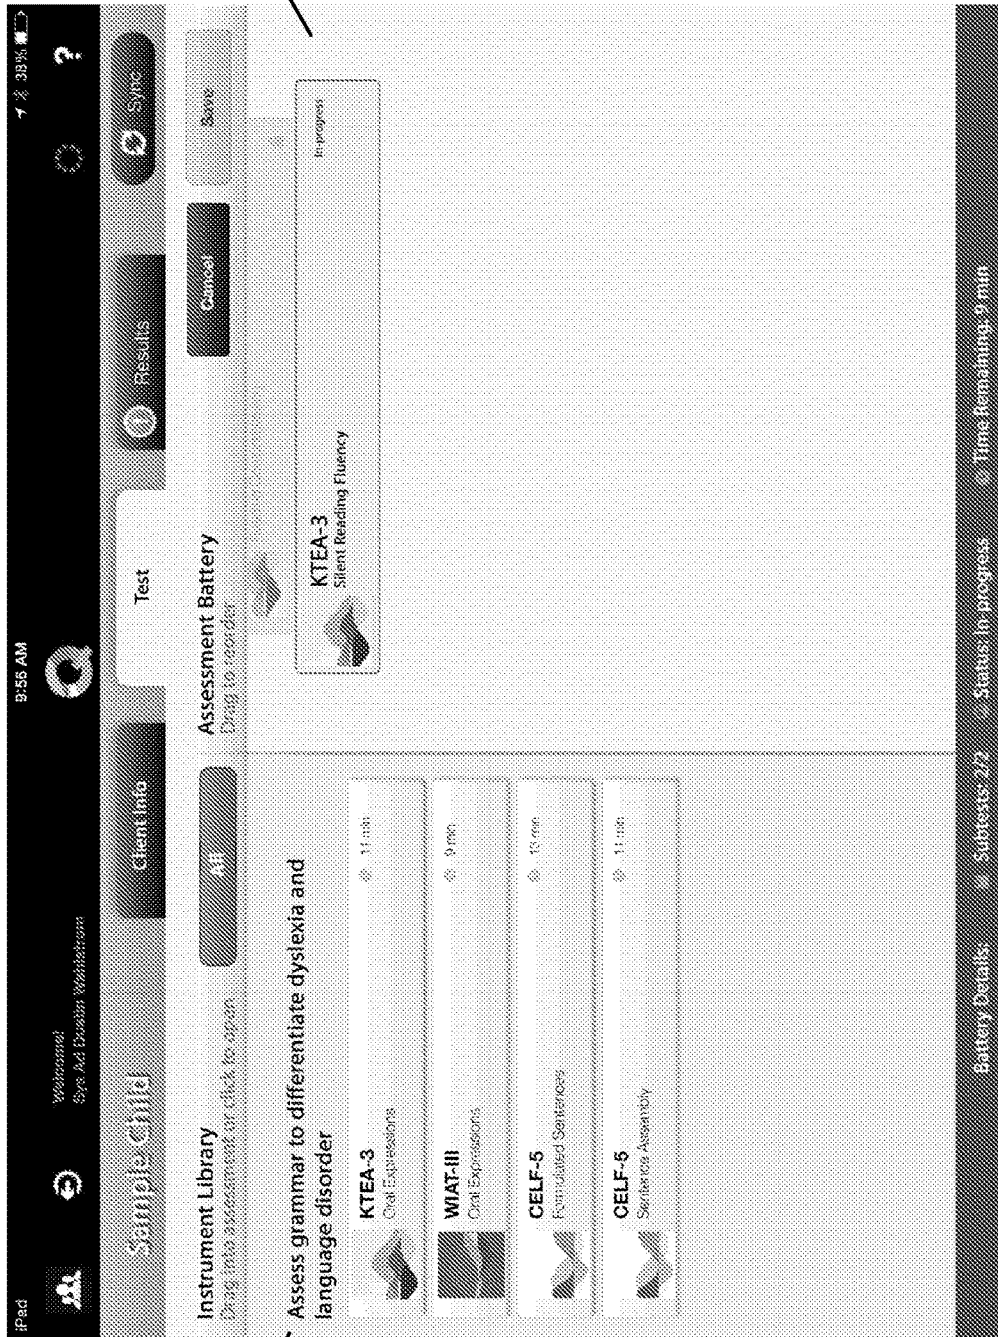 iPad 9:56 AM 38%
Welcome!
Sys Ad Dustin Wahlstrom
?
Sample Child Client Info Test Results Sync
Instrument Library
Drag into assessment or click to open
All
Assessment Battery
Drag to reorder
Cancel
Save
Assess grammar to differentiate dyslexia and
language disorder
KTEA-3
Oral Expressions
11 min
WIAT-III
Oral Expressions
9 min
CELF-5
Formulated Sentences
13 min
CELF-5
Sentence Assembly
11 min
KTEA-3
Silent Reading Fluency
In-progress
Battery Details: Subtests: 2/2 Status: In progress Time Remaining: 9 min